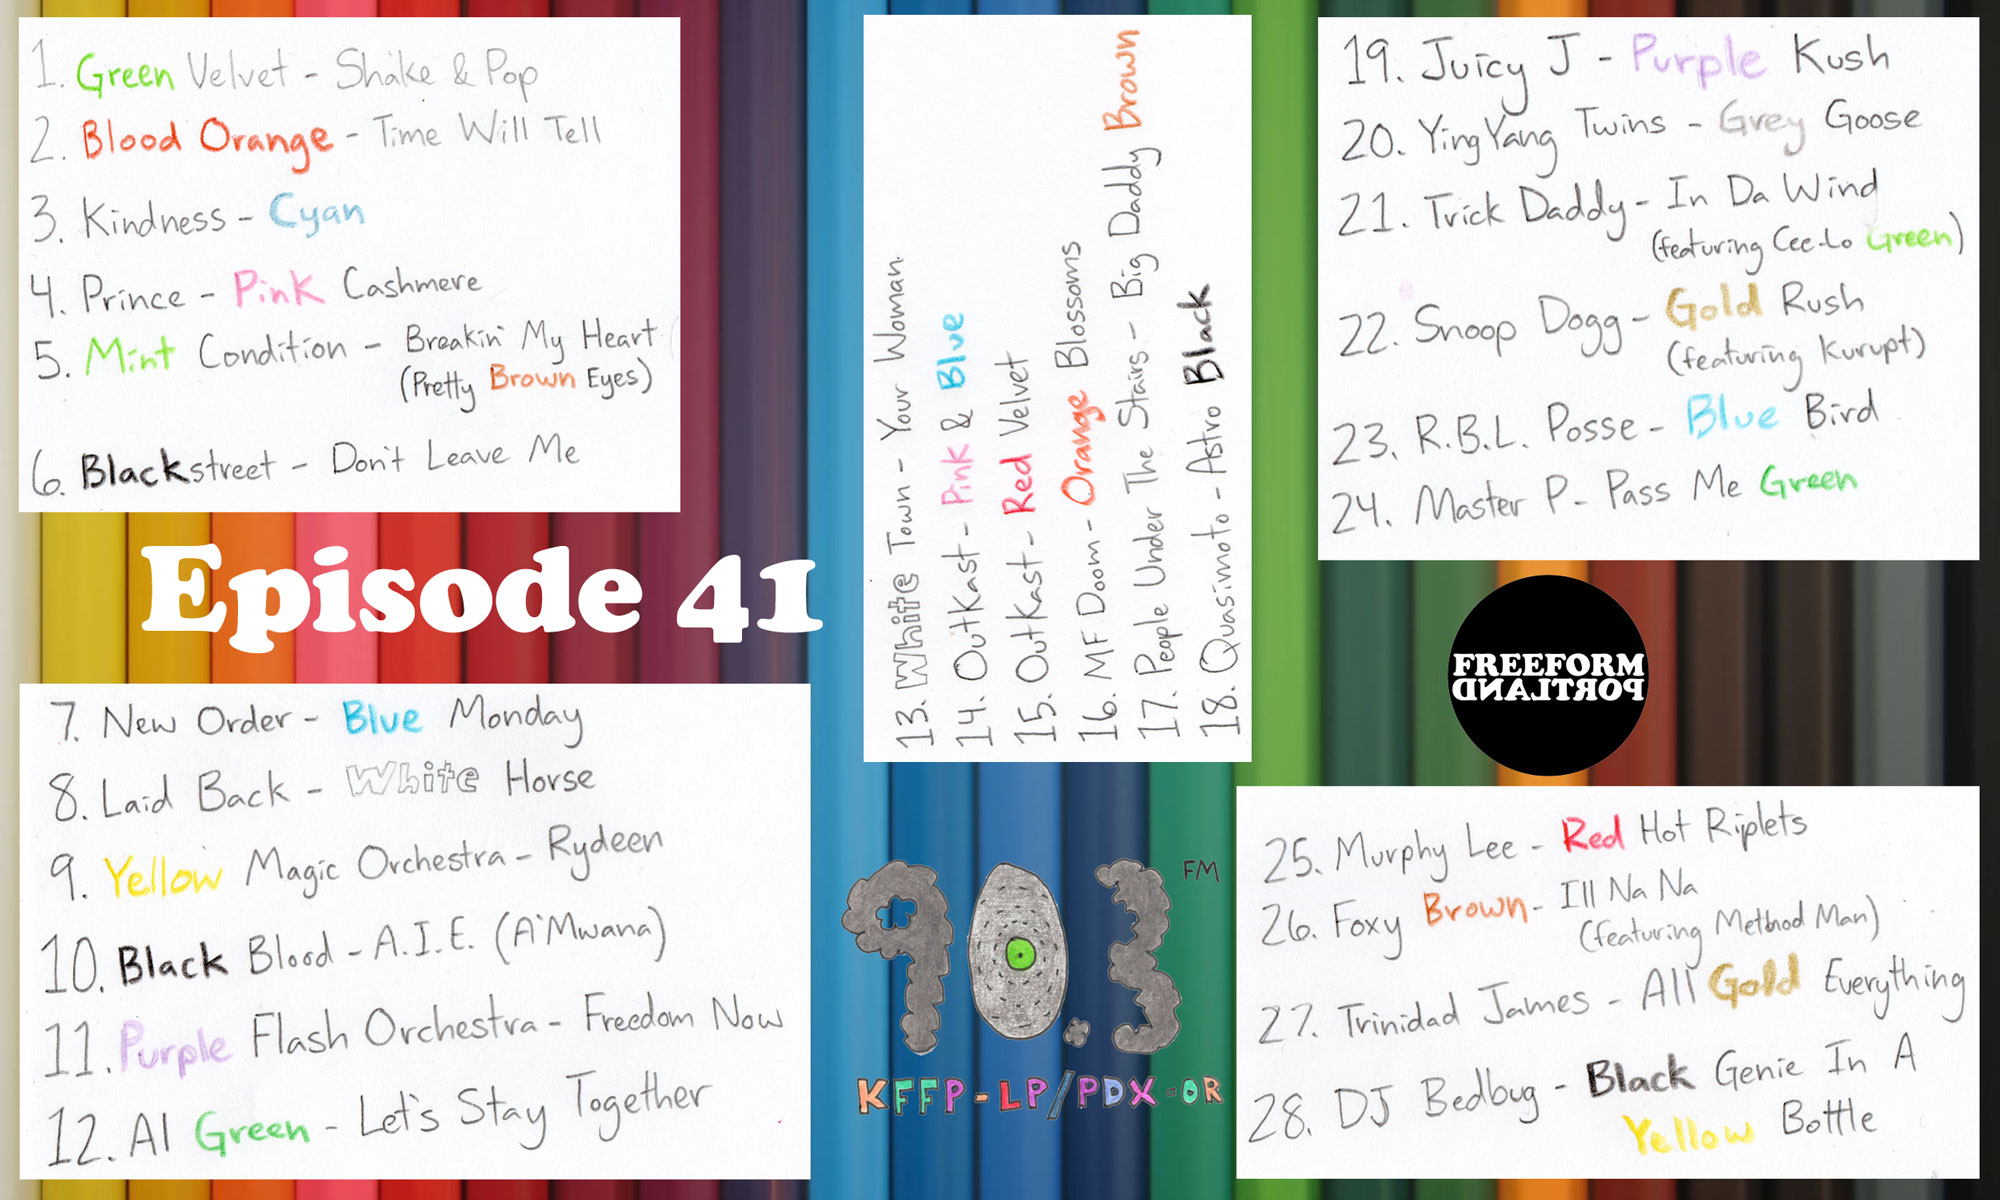 1. Green Velvet - Shake & Pop
2. Blood Orange - Time Will Tell
3. Kindness - Cyan
4. Prince - Pink Cashmere
5. Mint Condition - Breakin' My Heart
(Pretty Brown Eyes)
6. Blackstreet - Don't Leave Me
Episode 41
7. New Order - Blue Monday
8. Laid Back - White Horse
9. Yellow Magic Orchestra - Rydeen
10. Black Blood - A.I.E. (A'Mwana)
11. Purple Flash Orchestra - Freedom Now
12. Al Green - Let's Stay Together
13. White Town - Your Woman
14. OutKast - Pink & Blue
15. OutKast - Red Velvet
16. MF Doom - Orange Blossoms
17. People Under The Stairs - Big Daddy Brown
18. Quasimoto - Astro Black
90.3 FM
KFFP-LP/PDX-OR
19. Juicy J - Purple Kush
20. YingYang Twins - Grey Goose
21. Trick Daddy - In Da Wind
(featuring Cee-Lo Green)
22. Snoop Dogg - Gold Rush
(featuring Kurupt)
23. R.B.L. Posse - Blue Bird
24. Master P - Pass Me Green
FREEFORM
PORTLAND
25. Murphy Lee - Red Hot Riplets
26. Foxy Brown - Ill Na Na
(featuring Method Man)
27. Trinidad James - All Gold Everything
28. DJ Bedbug - Black Genie In A
Yellow Bottle